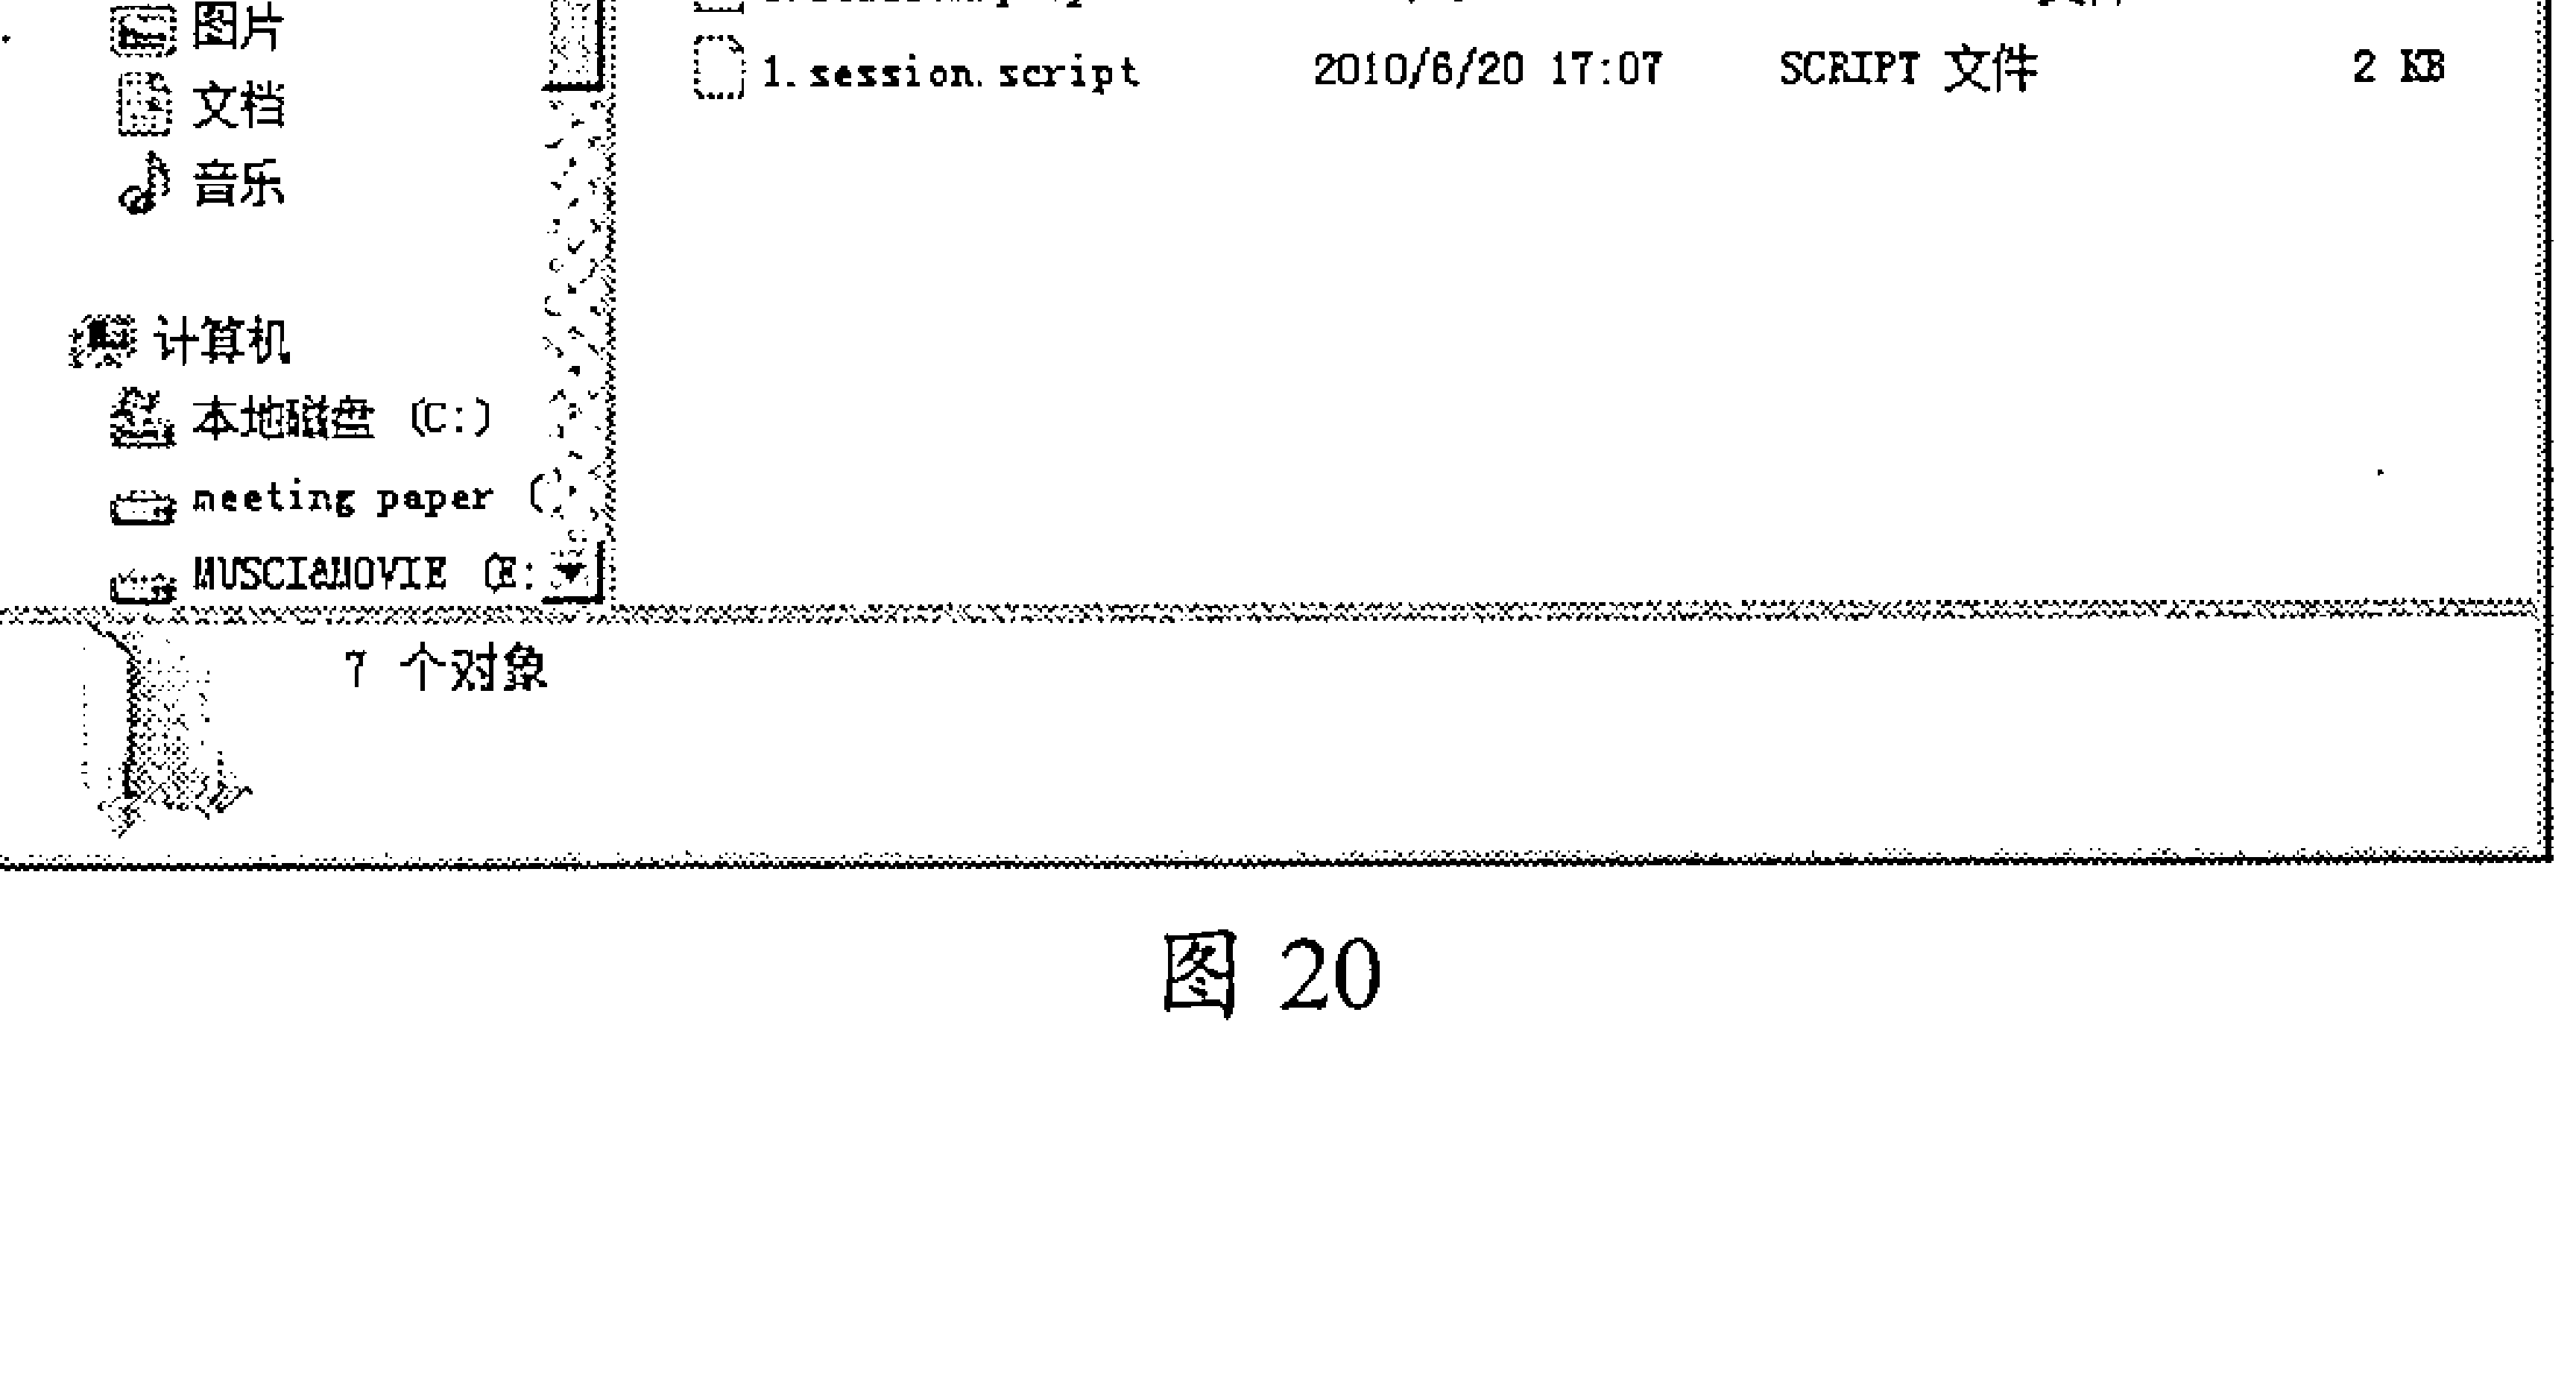 图片
文档
音乐
计算机
本地磁盘 (C:)
meeting paper (
MUSCI&MOVIE (E:
1.session.script 2010/6/20 17:07 SCRIPT 文件 2 KB
7 个对象
图 20